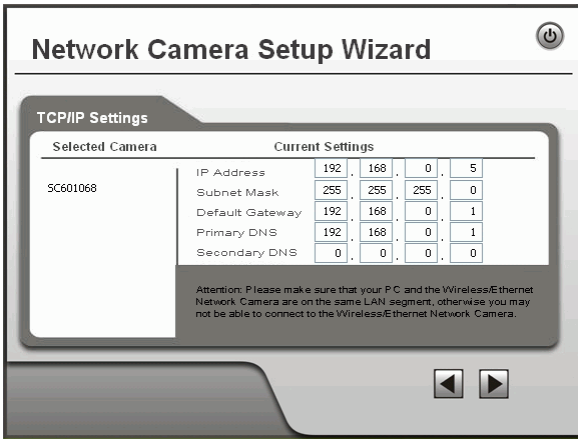 Network Camera Setup Wizard
TCP/IP Settings
Selected Camera Current Settings
SC601068
IP Address 192 . 168 . 0 . 5
Subnet Mask 255 . 255 . 255 . 0
Default Gateway 192 . 168 . 0 . 1
Primary DNS 192 . 168 . 0 . 1
Secondary DNS 0 . 0 . 0 . 0
Attention: Please make sure that your PC and the Wireless/Ethernet
Network Camera are on the same LAN segment, otherwise you may
not be able to connect to the Wireless/Ethernet Network Camera.